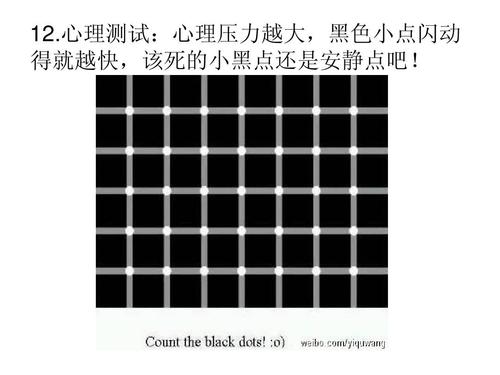 12.心理测试：心理压力越大，黑色小点闪动
得就越快，该死的小黑点还是安静点吧！
Count the black dots! :o)
weibo.com/yiquwang